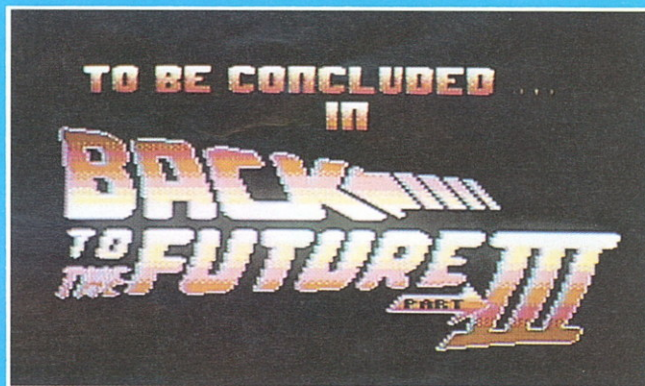 TO BE CONCLUDED ...
IN
BACK
TO
THE FUTURE
PART III